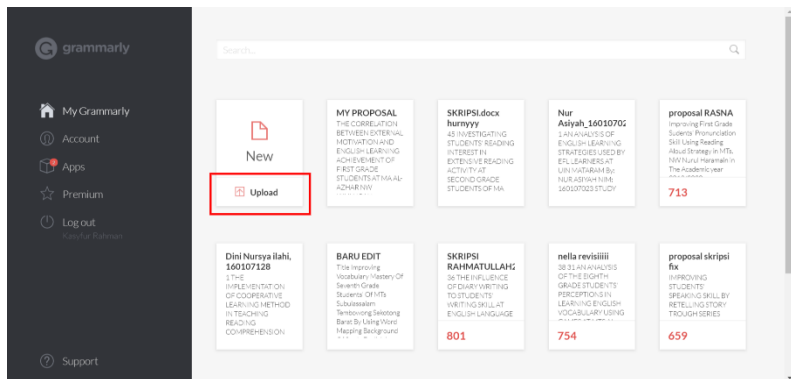 grammarly
Search...
My Grammarly
Account
Apps
Premium
Log out
Kasyfur Rahman
Support
New
Upload
MY PROPOSAL
THE CORRELATION
BETWEEN EXTERNAL
MOTIVATION AND
ENGLISH LEARNING
ACHIEVEMENT OF
FIRST GRADE
STUDENTS AT MA AL-
AZHAR NW
SKRIPSI.docx
hurnyyy
45 INVESTIGATING
STUDENTS' READING
INTEREST IN
EXTENSIVE READING
ACTIVITY AT
SECOND GRADE
STUDENTS OF MA
Nur
Asiyah_16010702
1 AN ANALYSIS OF
ENGLISH LEARNING
STRATEGIES USED BY
EFL LEARNERS AT
UIN MATARAM By:
NUR ASIYAH NIM:
160107023 STUDY
proposal RASNA
Improving First Grade
Sudents' Pronunciation
Skill Using Reading
Aloud Strategy in MTs.
NW Nurul Haramain in
The Academic year
713
Dini Nursya ilahi,
160107128
1 THE
IMPLEMENTATION
OF COOPERATIVE
LEARNING METHOD
IN TEACHING
READING
COMPREHENSION
BARU EDIT
Title Improving
Vocabulary Mastery Of
Seventh Grade
Students' Of MTs
Subulassalam
Tembowong Sekotong
Barat By Using Word
Mapping Background
SKRIPSI
RAHMATULLAH2
36 THE INFLUENCE
OF DIARY WRITING
TO STUDENTS'
WRITING SKILL AT
ENGLISH LANGUAGE
801
nella revisiiiii
38 31 AN ANALYSIS
OF THE EIGHTH
GRADE STUDENTS'
PERCEPTIONS IN
LEARNING ENGLISH
VOCABULARY USING
754
proposal skripsi
fix
IMPROVING
STUDENTS'
SPEAKING SKILL BY
RETELLING STORY
TROUGH SERIES
659